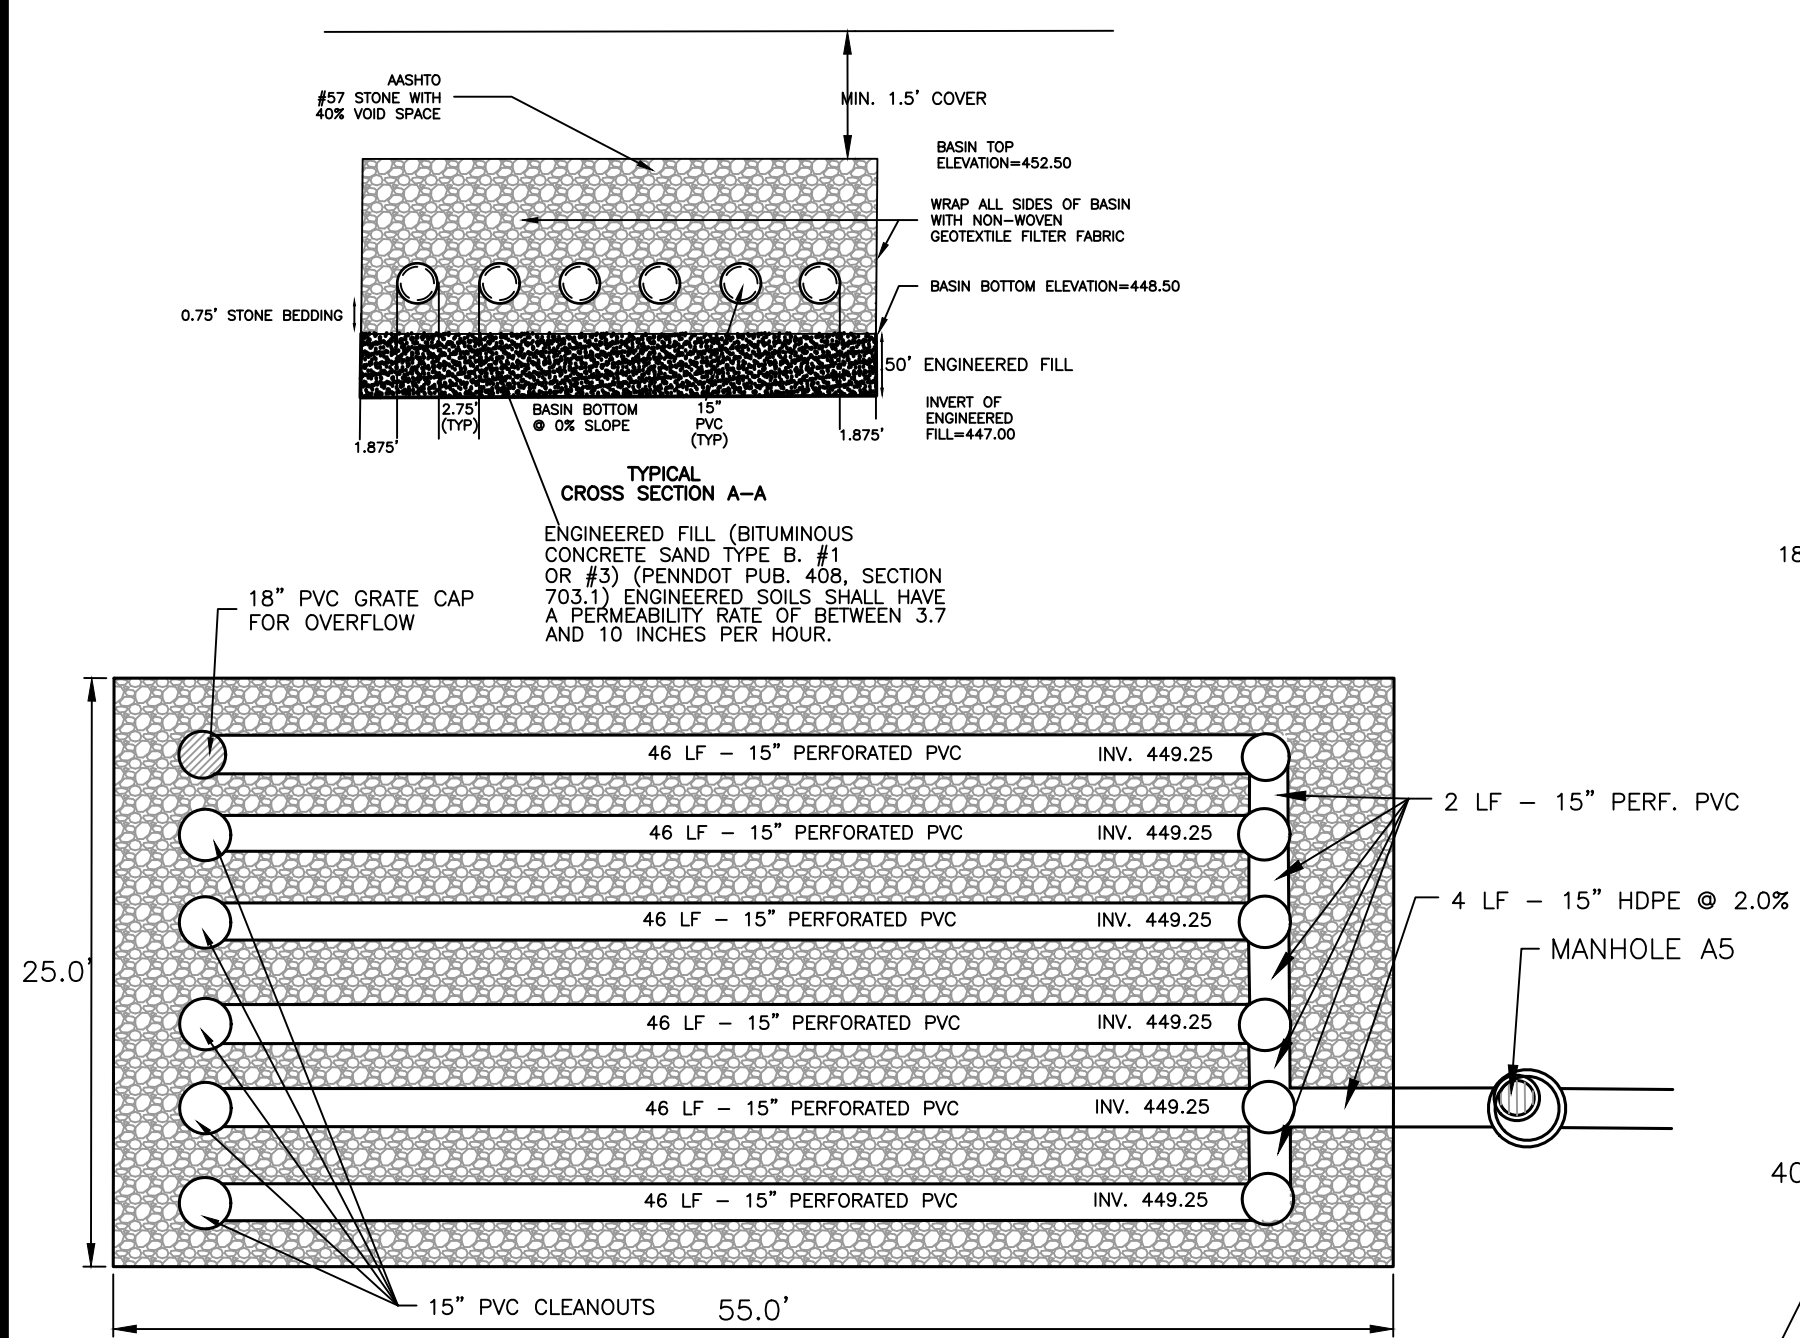 AASHTO
#57 STONE WITH
40% VOID SPACE
MIN. 1.5' COVER
BASIN TOP
ELEVATION=452.50
WRAP ALL SIDES OF BASIN
WITH NON-WOVEN
GEOTEXTILE FILTER FABRIC
BASIN BOTTOM ELEVATION=448.50
0.75' STONE BEDDING
50' ENGINEERED FILL
INVERT OF
ENGINEERED
FILL=447.00
1.875'
2.75'
(TYP)
BASIN BOTTOM
@ 0% SLOPE
15"
PVC
(TYP)
1.875'
TYPICAL
CROSS SECTION A-A
ENGINEERED FILL (BITUMINOUS
CONCRETE SAND TYPE B. #1
OR #3) (PENNDOT PUB. 408, SECTION
703.1) ENGINEERED SOILS SHALL HAVE
A PERMEABILITY RATE OF BETWEEN 3.7
AND 10 INCHES PER HOUR.
18
18" PVC GRATE CAP
FOR OVERFLOW
46 LF - 15" PERFORATED PVC INV. 449.25
46 LF - 15" PERFORATED PVC INV. 449.25
46 LF - 15" PERFORATED PVC INV. 449.25
46 LF - 15" PERFORATED PVC INV. 449.25
46 LF - 15" PERFORATED PVC INV. 449.25
46 LF - 15" PERFORATED PVC INV. 449.25
2 LF - 15" PERF. PVC
4 LF - 15" HDPE @ 2.0%
MANHOLE A5
25.0'
40
15" PVC CLEANOUTS
55.0'